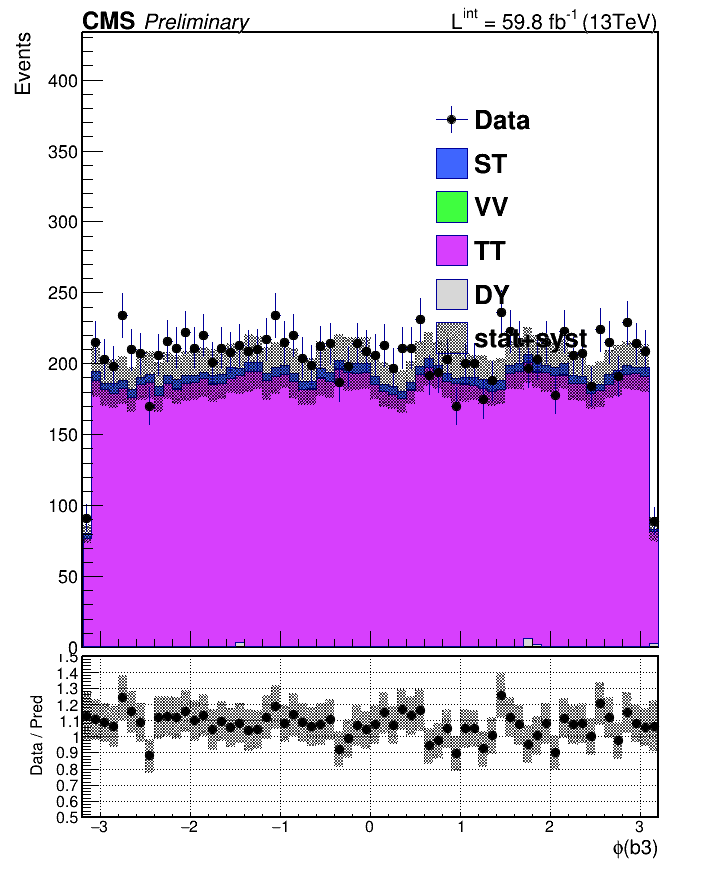 CMS Preliminary
L^int = 59.8 fb^-1 (13TeV)
Events
400
350
300
250
200
150
100
50
0
Data
ST
VV
TT
DY
stat+syst
Data / Pred
1.5
1.4
1.3
1.2
1.1
1
0.9
0.8
0.7
0.6
0.5
−3 −2 −1 0 1 2 3
ϕ(b3)